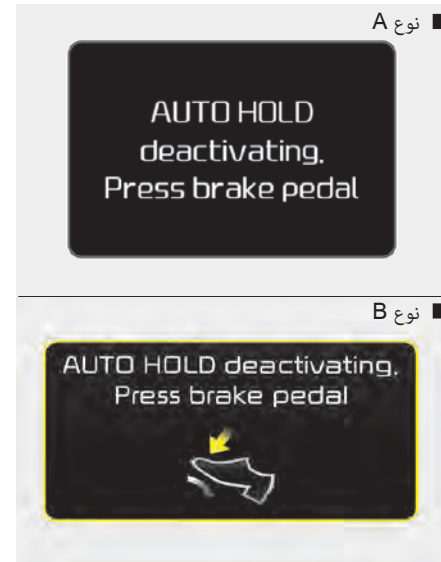 ■ نوع A
AUTO HOLD
deactivating.
Press brake pedal
■ نوع B
AUTO HOLD deactivating.
Press brake pedal